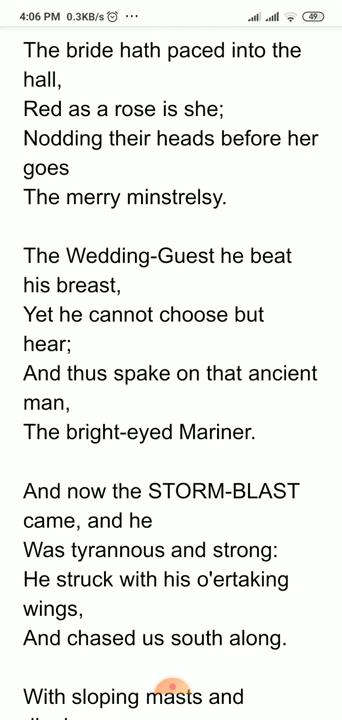 4:06 PM 0.3KB/s ... 49
The bride hath paced into the
hall,
Red as a rose is she;
Nodding their heads before her
goes
The merry minstrelsy.
The Wedding-Guest he beat
his breast,
Yet he cannot choose but
hear;
And thus spake on that ancient
man,
The bright-eyed Mariner.
And now the STORM-BLAST
came, and he
Was tyrannous and strong:
He struck with his o'ertaking
wings,
And chased us south along.
With sloping masts and